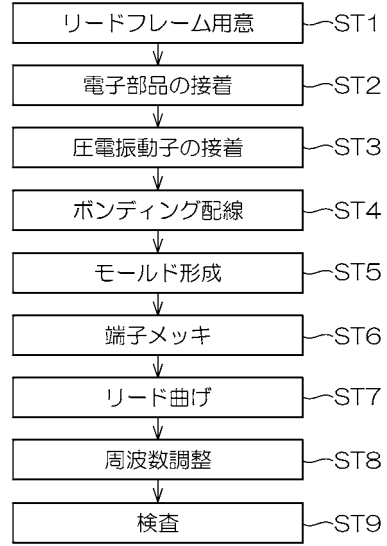 リードフレーム用意 ST1
電子部品の接着 ST2
圧電振動子の接着 ST3
ボンディング配線 ST4
モールド形成 ST5
端子メッキ ST6
リード曲げ ST7
周波数調整 ST8
検査 ST9